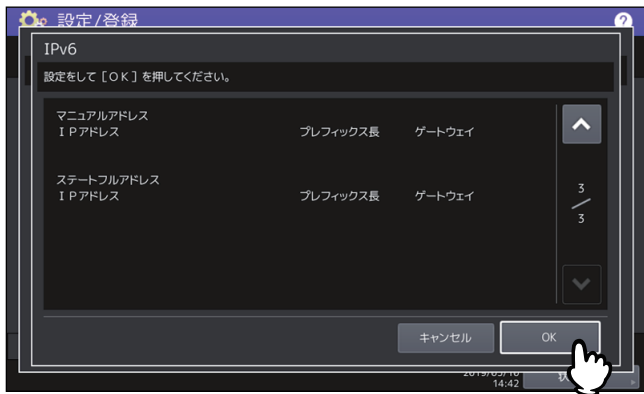 設定/登録
?
IPv6
設定をして[OK]を押してください。
マニュアルアドレス
IPアドレス プレフィックス長 ゲートウェイ
ステートフルアドレス
IPアドレス プレフィックス長 ゲートウェイ
3
/
3
キャンセル OK
14:42